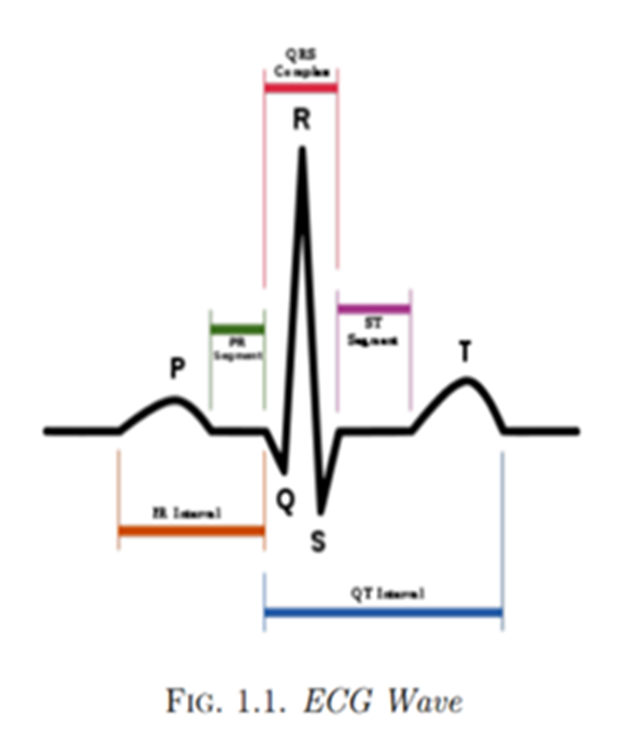 QRS
Complex
R
ST
Segment
PR
Segment
P
T
Q
PR Interval
S
QT Interval
FIG. 1.1. ECG Wave